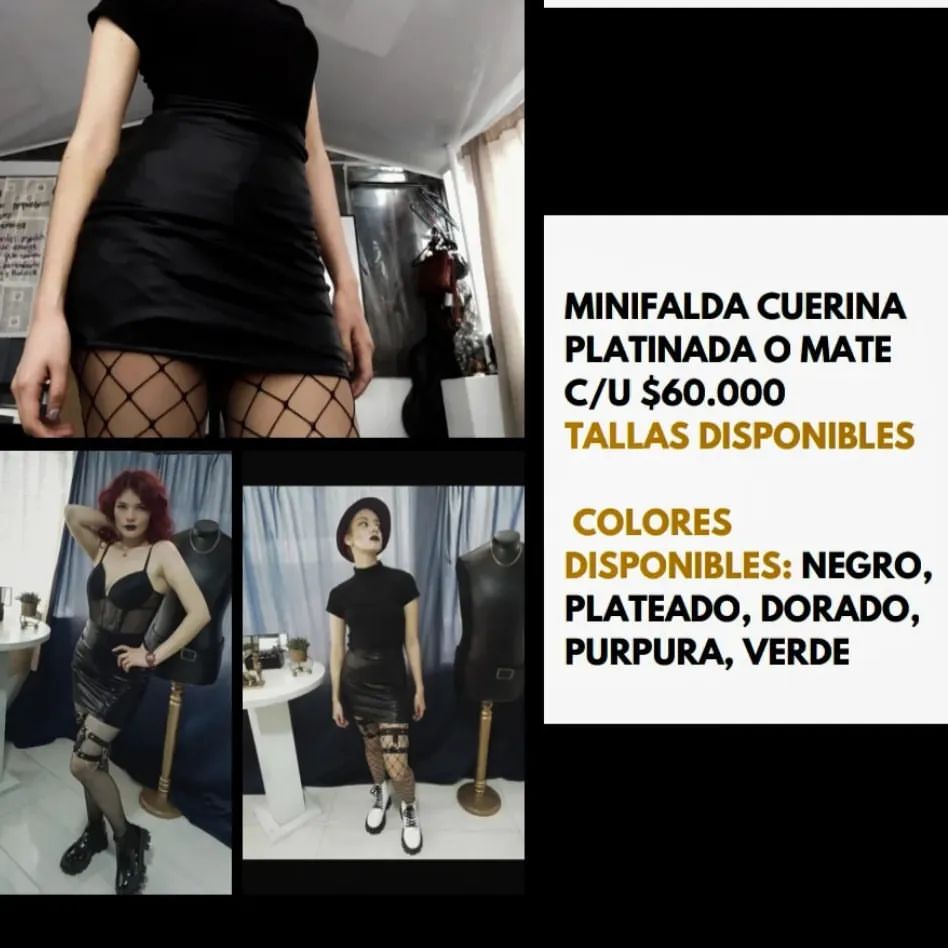 MINIFALDA CUERINA
PLATINADA O MATE
C/U $60.000
TALLAS DISPONIBLES
COLORES
DISPONIBLES: NEGRO,
PLATEADO, DORADO,
PURPURA, VERDE